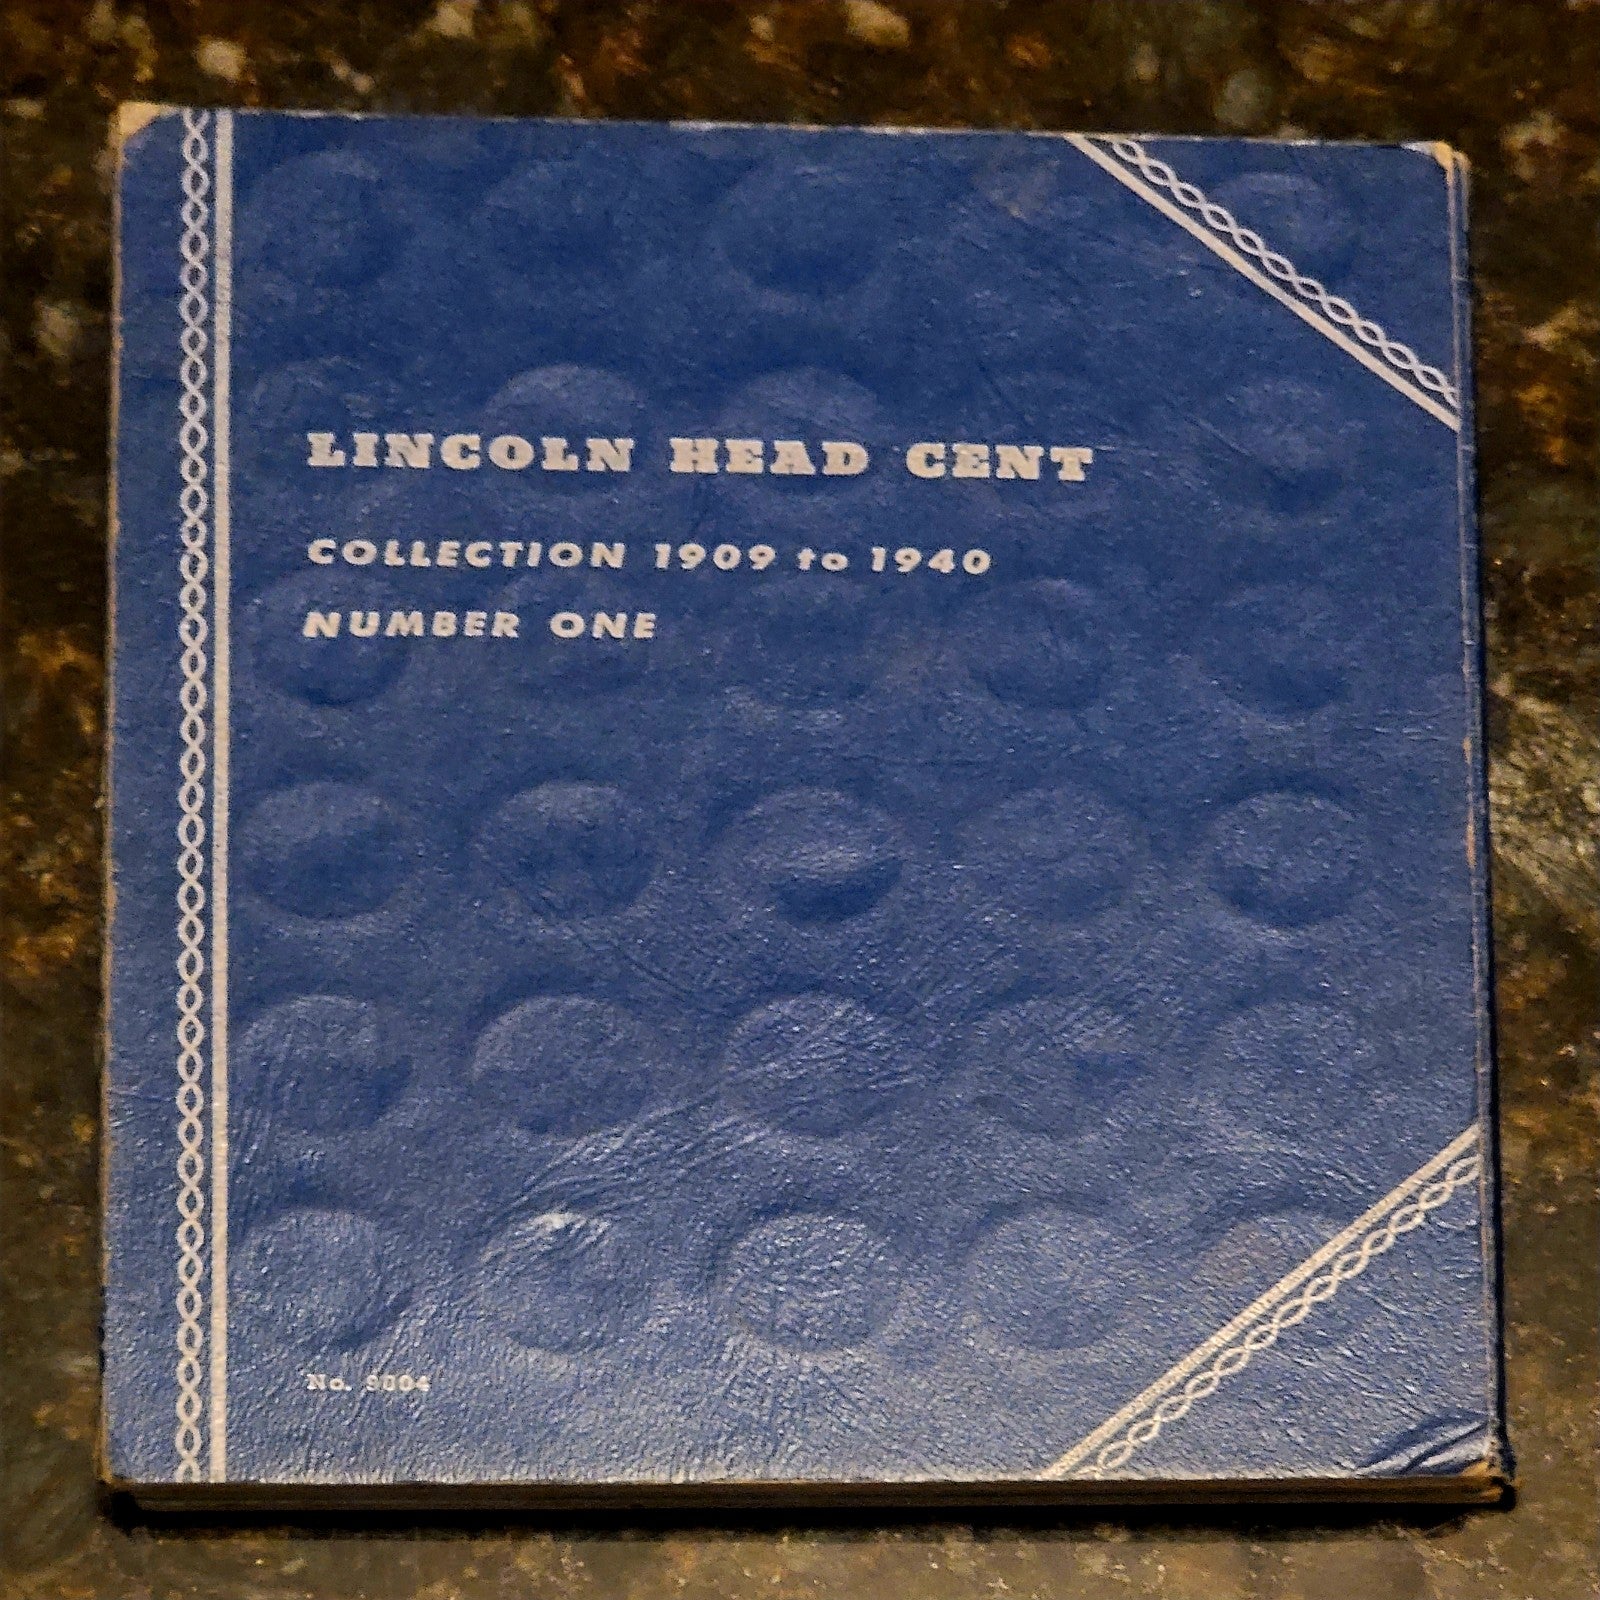 LINCOLN HEAD CENT
COLLECTION 1909 to 1940
NUMBER ONE
No. 9004